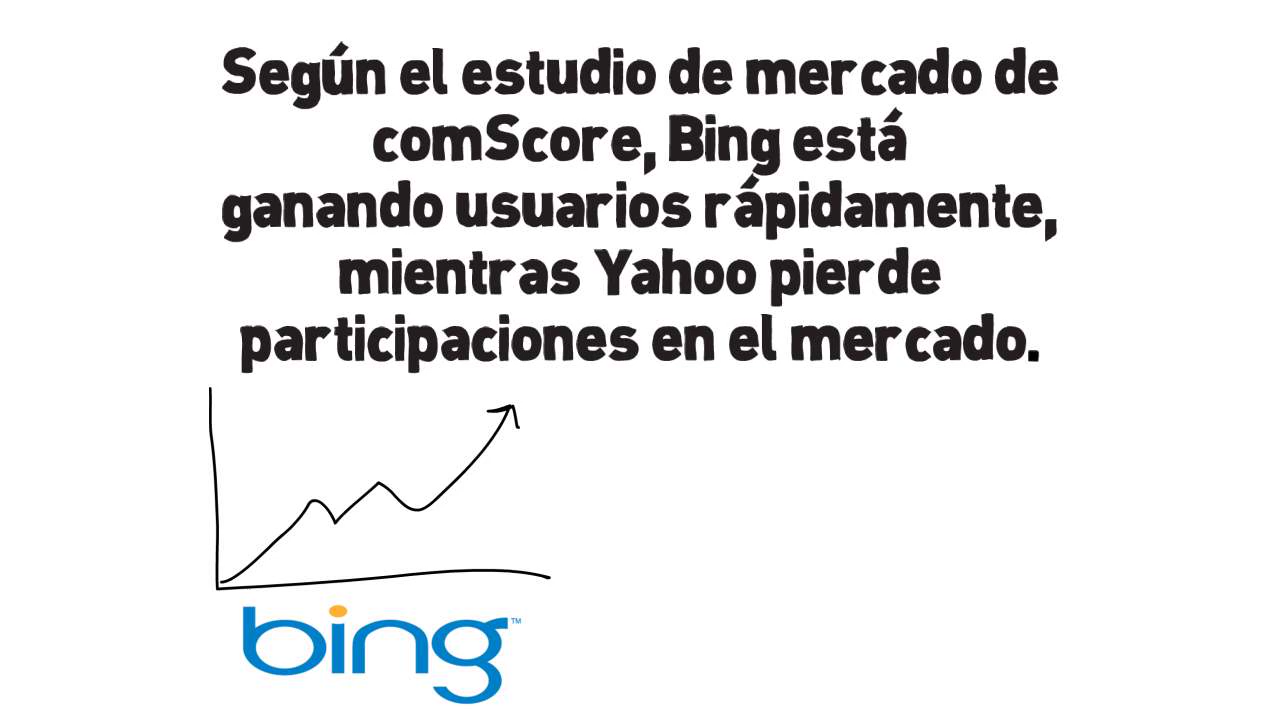 Según el estudio de mercado de
comScore, Bing está
ganando usuarios rápidamente,
mientras Yahoo pierde
participaciones en el mercado.
bing™